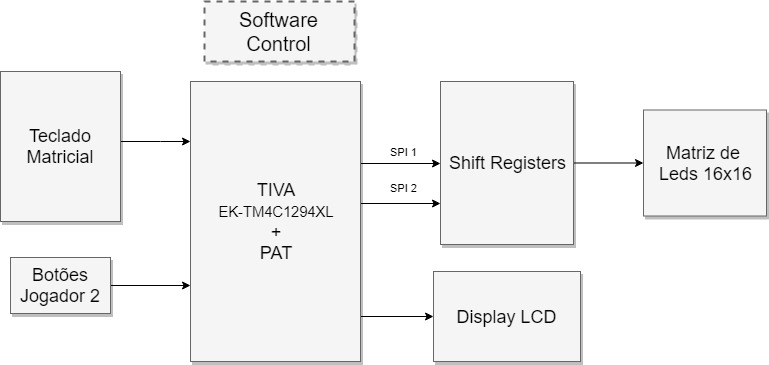 Software
Control
Teclado
Matricial
Botões
Jogador 2
TIVA
EK-TM4C1294XL
+
PAT
SPI 1
SPI 2
Shift Registers
Matriz de
Leds 16x16
Display LCD